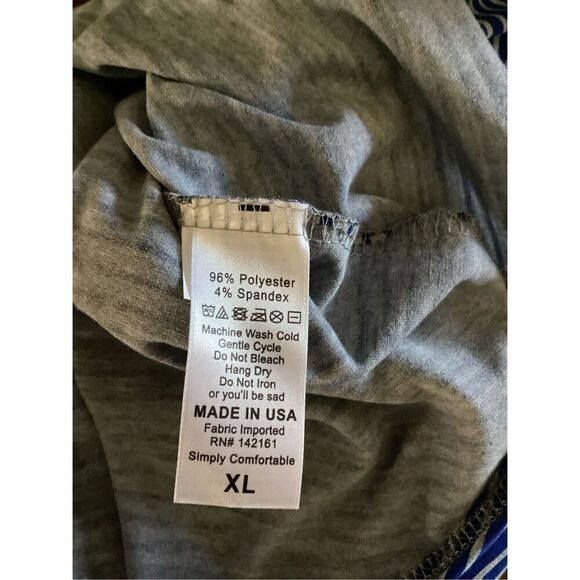 96% Polyester
4% Spandex
Machine Wash Cold
Gentle Cycle
Do Not Bleach
Hang Dry
Do Not Iron
or you'll be sad
MADE IN USA
Fabric Imported
RN# 142161
Simply Comfortable
XL